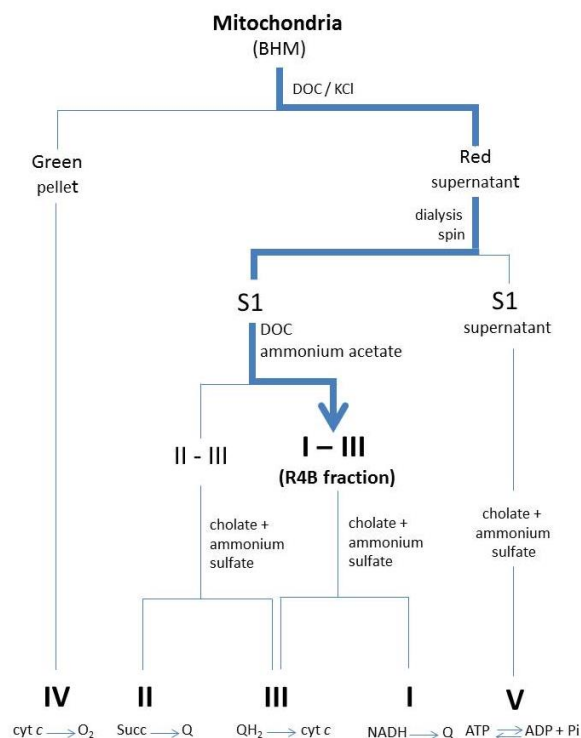 Mitochondria
(BHM)
DOC / KCl
Green
pellet
Red
supernatant
dialysis
spin
S1
S1
supernatant
DOC
ammonium acetate
II - III
I – III
(R4B fraction)
cholate +
ammonium
sulfate
cholate +
ammonium
sulfate
cholate +
ammonium
sulfate
IV II III I V
cyt c → O₂ Succ → Q QH₂ → cyt c NADH → Q ATP ⇌ ADP + Pi